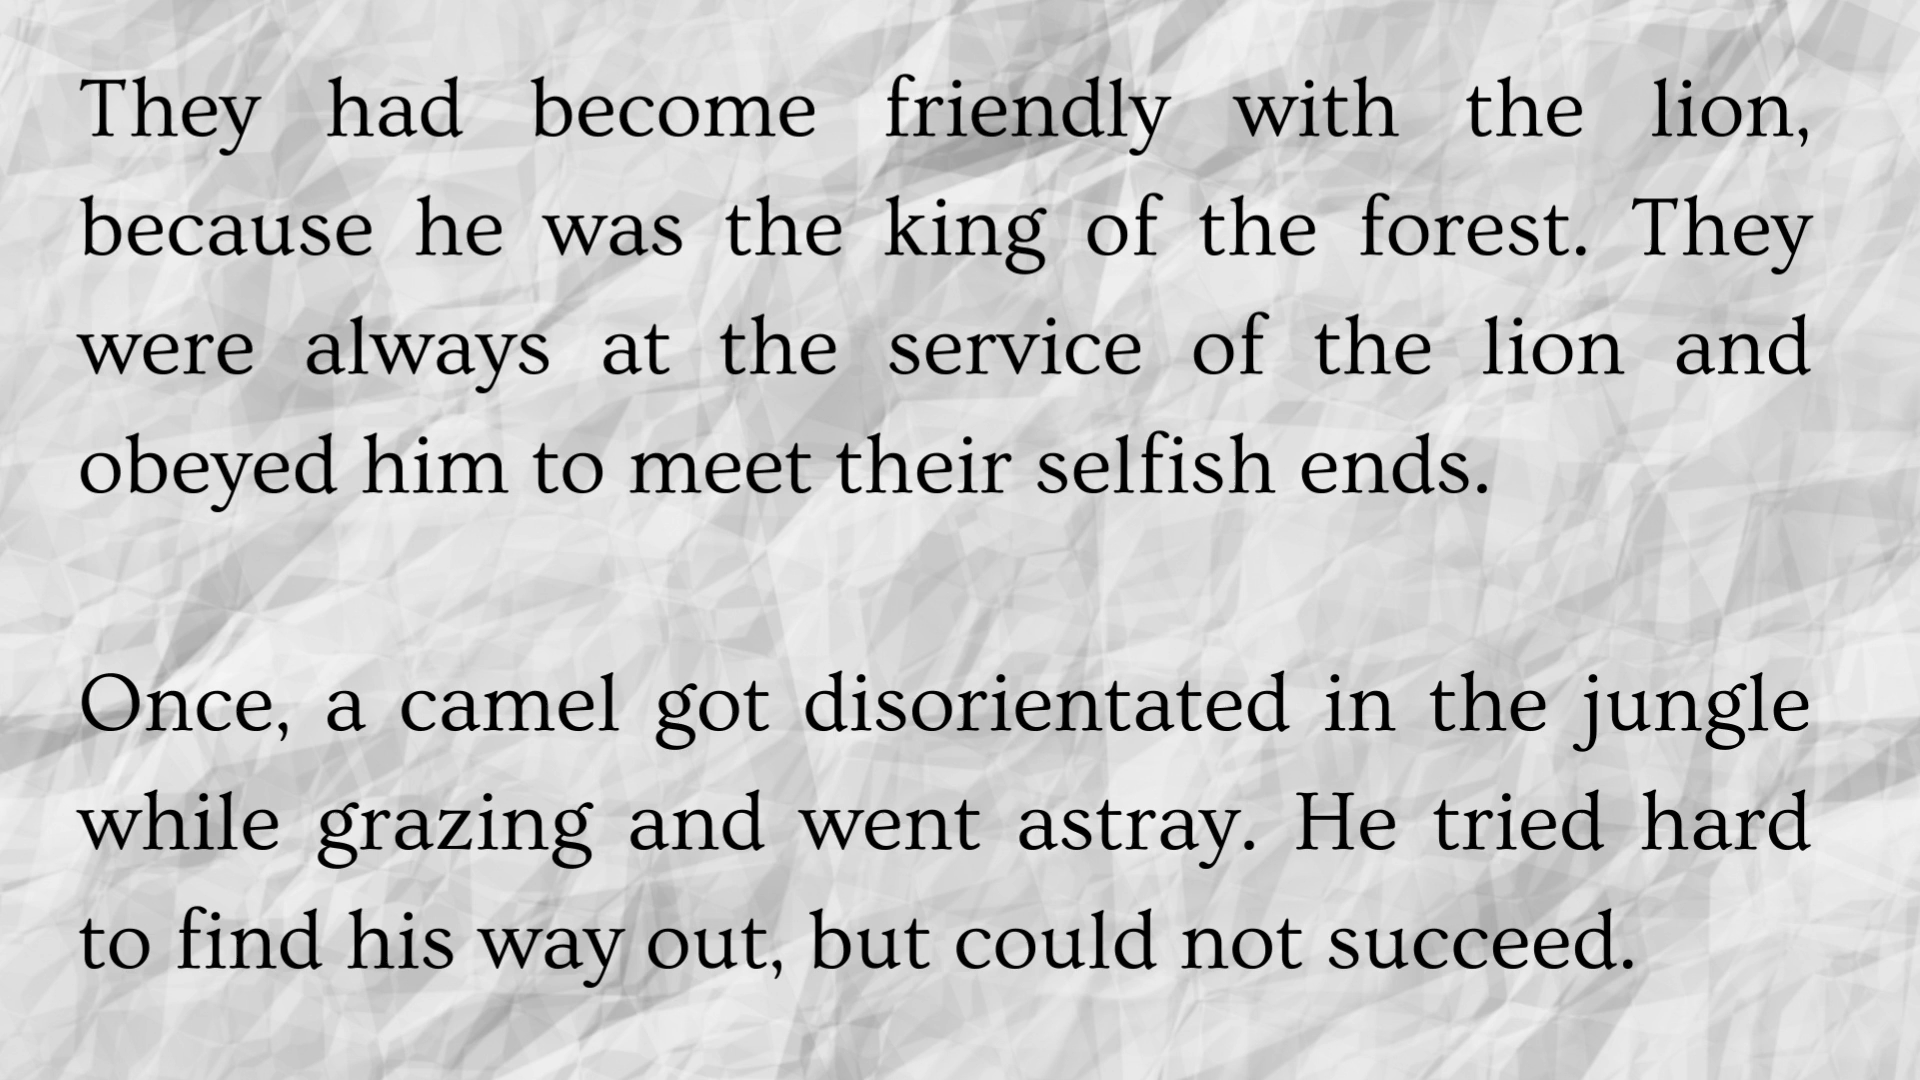 They had become friendly with the lion,
because he was the king of the forest. They
were always at the service of the lion and
obeyed him to meet their selfish ends.
Once, a camel got disorientated in the jungle
while grazing and went astray. He tried hard
to find his way out, but could not succeed.